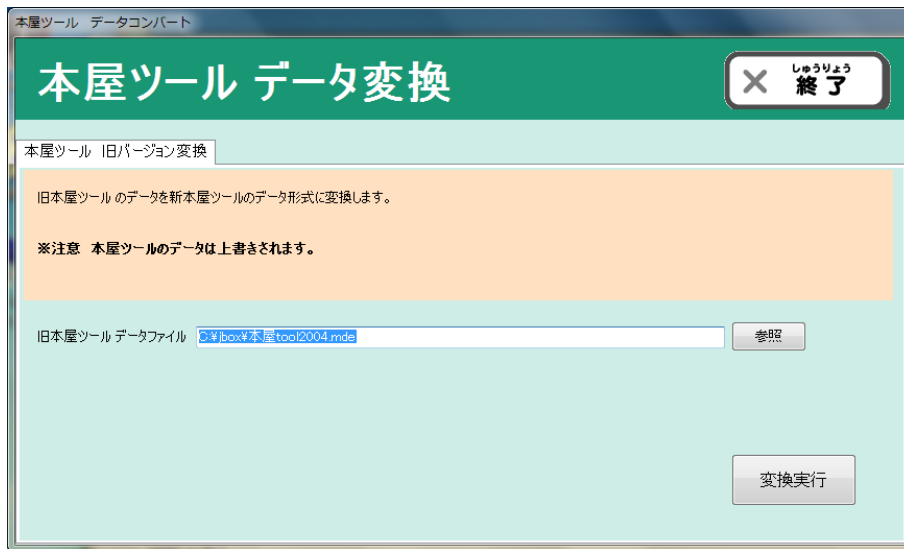 本屋ツール データコンバート
本屋ツール データ変換
しゅうりょう
× 終了
本屋ツール 旧バージョン変換
旧本屋ツール のデータを新本屋ツールのデータ形式に変換します。
※注意 本屋ツールのデータは上書きされます。
旧本屋ツール データファイル C:¥jbox¥本屋tool2004.mde 参照
変換実行